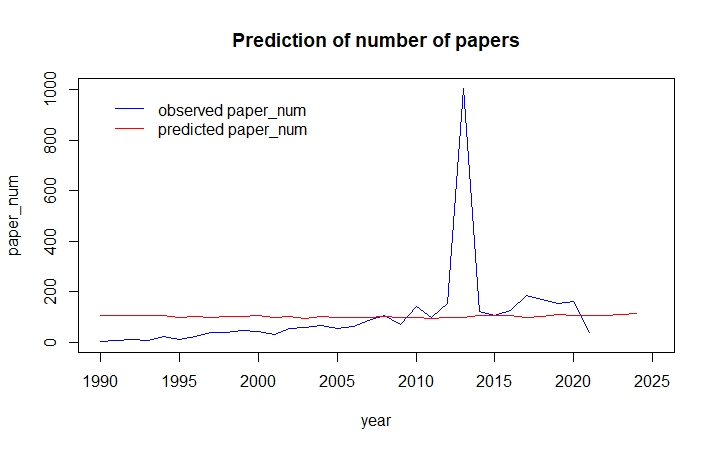 Prediction of number of papers
observed paper_num
predicted paper_num
paper_num
1000
800
600
400
200
0
1990 1995 2000 2005 2010 2015 2020 2025
year